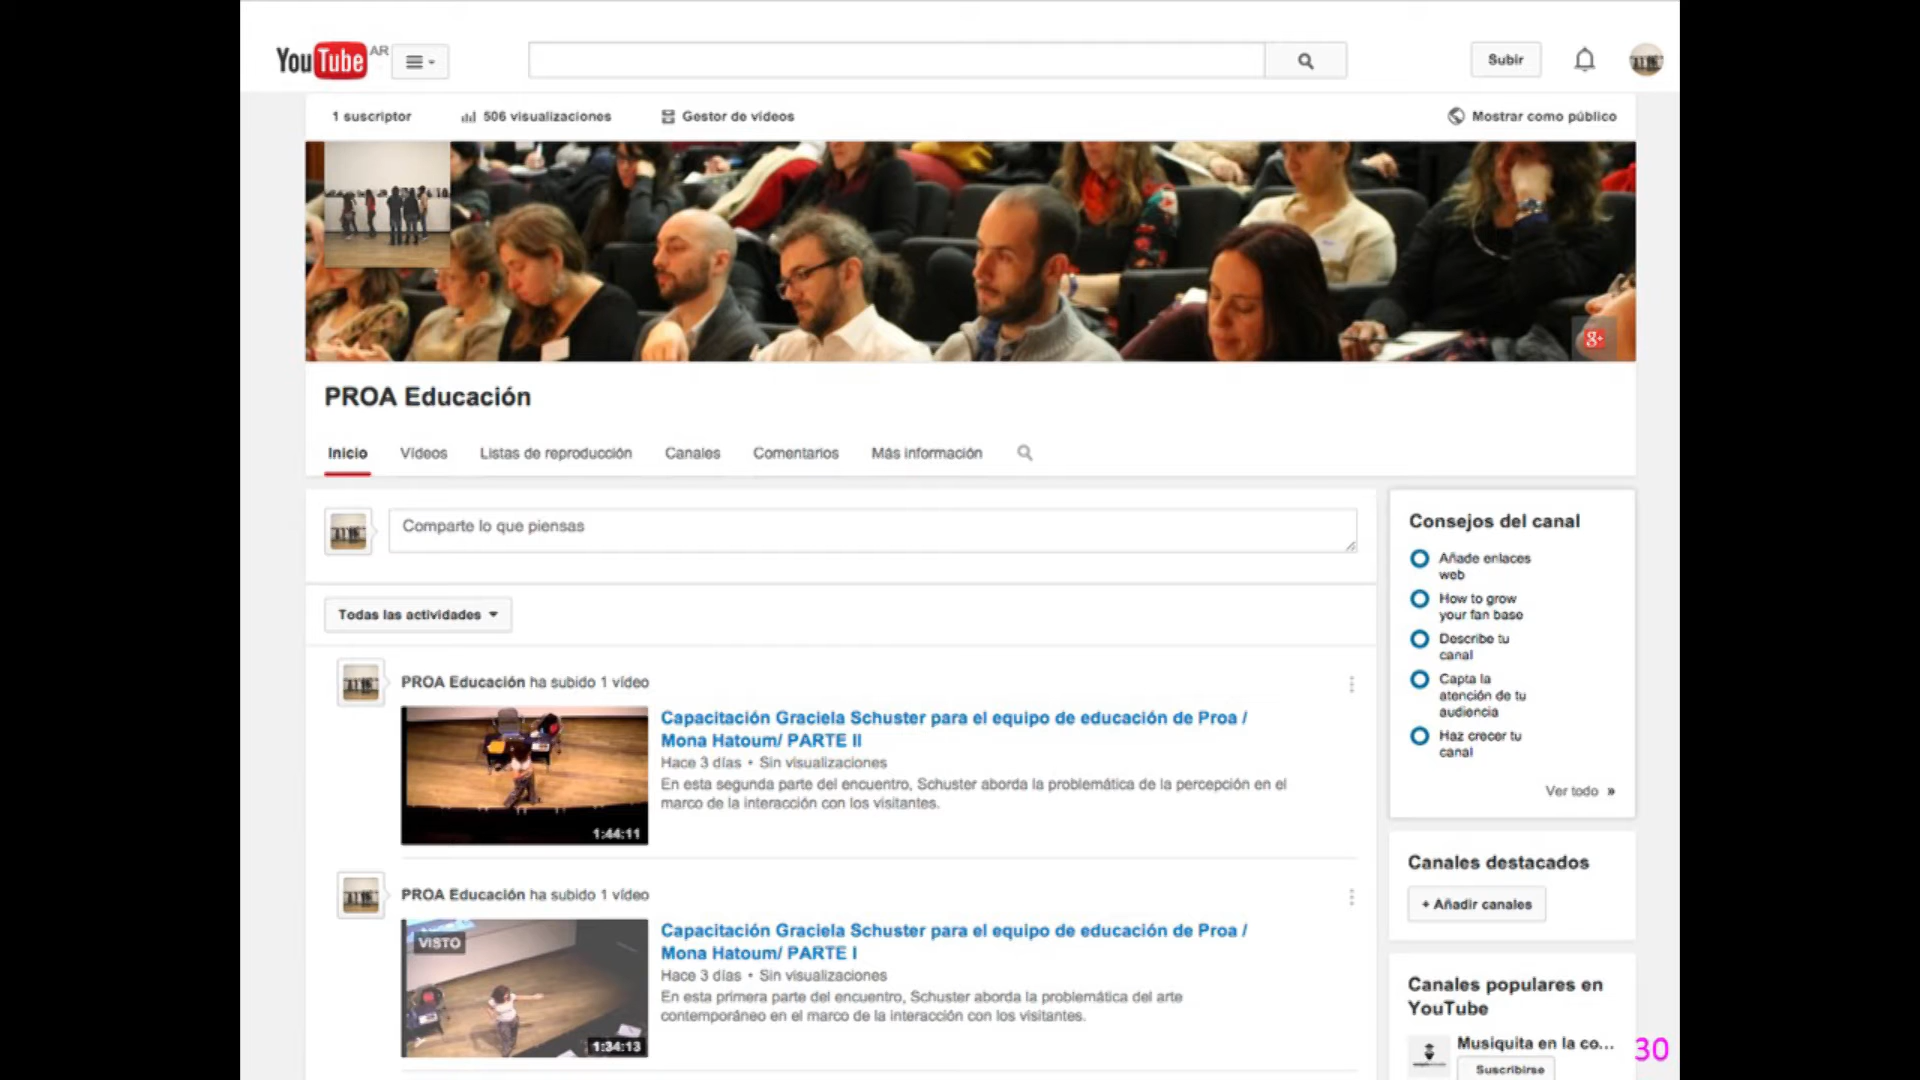 YouTube AR
Subir
1 suscriptor
506 visualizaciones
Gestor de vídeos
Mostrar como público
g+
PROA Educación
Inicio
Vídeos
Listas de reproducción
Canales
Comentarios
Más información
Comparte lo que piensas
Todas las actividades
PROA Educación ha subido 1 vídeo
Capacitación Graciela Schuster para el equipo de educación de Proa /
Mona Hatoum/ PARTE II
Hace 3 días • Sin visualizaciones
En esta segunda parte del encuentro, Schuster aborda la problemática de la percepción en el
marco de la interacción con los visitantes.
1:44:11
PROA Educación ha subido 1 vídeo
VISTO
Capacitación Graciela Schuster para el equipo de educación de Proa /
Mona Hatoum/ PARTE I
Hace 3 días • Sin visualizaciones
En esta primera parte del encuentro, Schuster aborda la problemática del arte
contemporáneo en el marco de la interacción con los visitantes.
1:34:13
Consejos del canal
Añade enlaces
web
How to grow
your fan base
Describe tu
canal
Capta la
atención de tu
audiencia
Haz crecer tu
canal
Ver todo »
Canales destacados
+ Añadir canales
Canales populares en
YouTube
Musiquita en la co...
Suscribirse
30